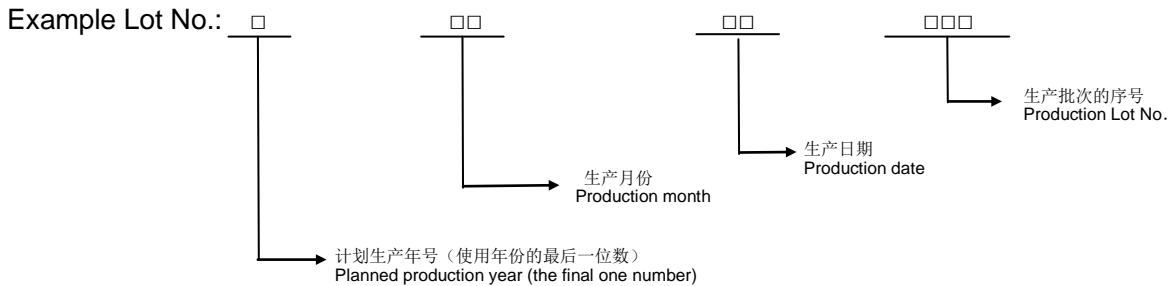 Example Lot No.: □ □□ □□ □□□
生产批次的序号
Production Lot No.
生产日期
Production date
生产月份
Production month
计划生产年号（使用年份的最后一位数）
Planned production year (the final one number)